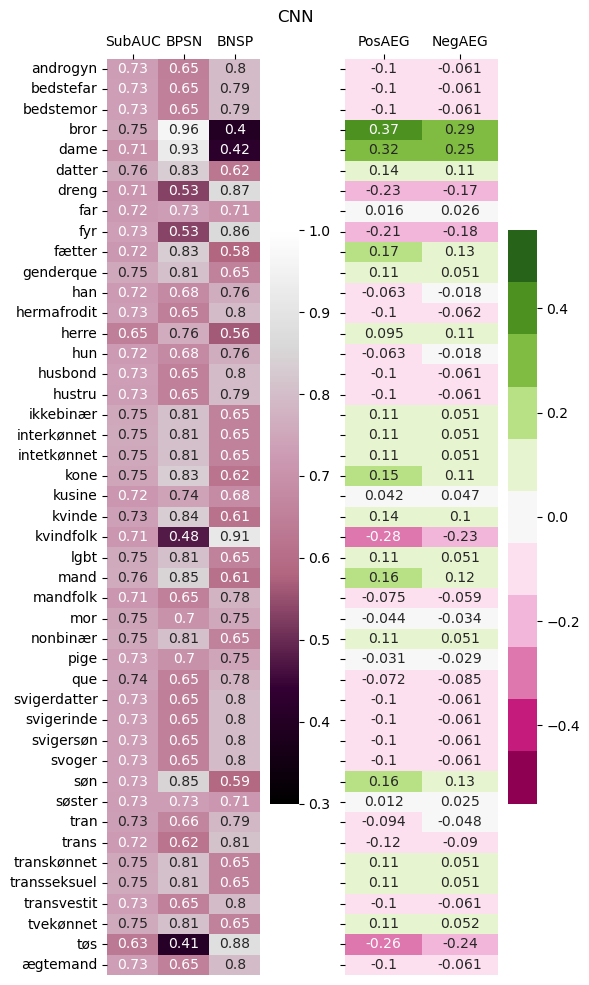 CNN
SubAUC BPSN BNSP PosAEG NegAEG
androgyn 0.73 0.65 0.8 -0.1 -0.061
bedstefar 0.73 0.65 0.79 -0.1 -0.061
bedstemor 0.73 0.65 0.79 -0.1 -0.061
bror 0.75 0.96 0.4 0.37 0.29
dame 0.71 0.93 0.42 0.32 0.25
datter 0.76 0.83 0.62 0.14 0.11
dreng 0.71 0.53 0.87 -0.23 -0.17
far 0.72 0.73 0.71 0.016 0.026
fyr 0.73 0.53 0.86 -0.21 -0.18
1.0
fætter 0.72 0.83 0.58 0.17 0.13
genderque 0.75 0.81 0.65 0.11 0.051
han 0.72 0.68 0.76 -0.063 -0.018
hermafrodit 0.73 0.65 0.8 -0.1 -0.062
0.9 0.4
herre 0.65 0.76 0.56 0.095 0.11
hun 0.72 0.68 0.76 -0.063 -0.018
husbond 0.73 0.65 0.8 -0.1 -0.061
hustru 0.73 0.65 0.79 -0.1 -0.061
0.8
ikkebinær 0.75 0.81 0.65 0.11 0.051
0.2
interkønnet 0.75 0.81 0.65 0.11 0.051
intetkønnet 0.75 0.81 0.65 0.11 0.051
kone 0.75 0.83 0.62 0.15 0.11
0.7
kusine 0.72 0.74 0.68 0.042 0.047
kvinde 0.73 0.84 0.61 0.14 0.1
0.0
kvindfolk 0.71 0.48 0.91 -0.28 -0.23
lgbt 0.75 0.81 0.65 0.11 0.051
0.6
mand 0.76 0.85 0.61 0.16 0.12
mandfolk 0.71 0.65 0.78 -0.075 -0.059
mor 0.75 0.7 0.75 -0.044 -0.034
−0.2
nonbinær 0.75 0.81 0.65 0.11 0.051
0.5
pige 0.73 0.7 0.75 -0.031 -0.029
que 0.74 0.65 0.78 -0.072 -0.085
svigerdatter 0.73 0.65 0.8 -0.1 -0.061
svigerinde 0.73 0.65 0.8 -0.1 -0.061
0.4 −0.4
svigersøn 0.73 0.65 0.8 -0.1 -0.061
svoger 0.73 0.65 0.8 -0.1 -0.061
søn 0.73 0.85 0.59 0.16 0.13
søster 0.73 0.73 0.71 0.012 0.025
0.3
tran 0.73 0.66 0.79 -0.094 -0.048
trans 0.72 0.62 0.81 -0.12 -0.09
transkønnet 0.75 0.81 0.65 0.11 0.051
transseksuel 0.75 0.81 0.65 0.11 0.051
transvestit 0.73 0.65 0.8 -0.1 -0.061
tvekønnet 0.75 0.81 0.65 0.11 0.052
tøs 0.63 0.41 0.88 -0.26 -0.24
ægtemand 0.73 0.65 0.8 -0.1 -0.061